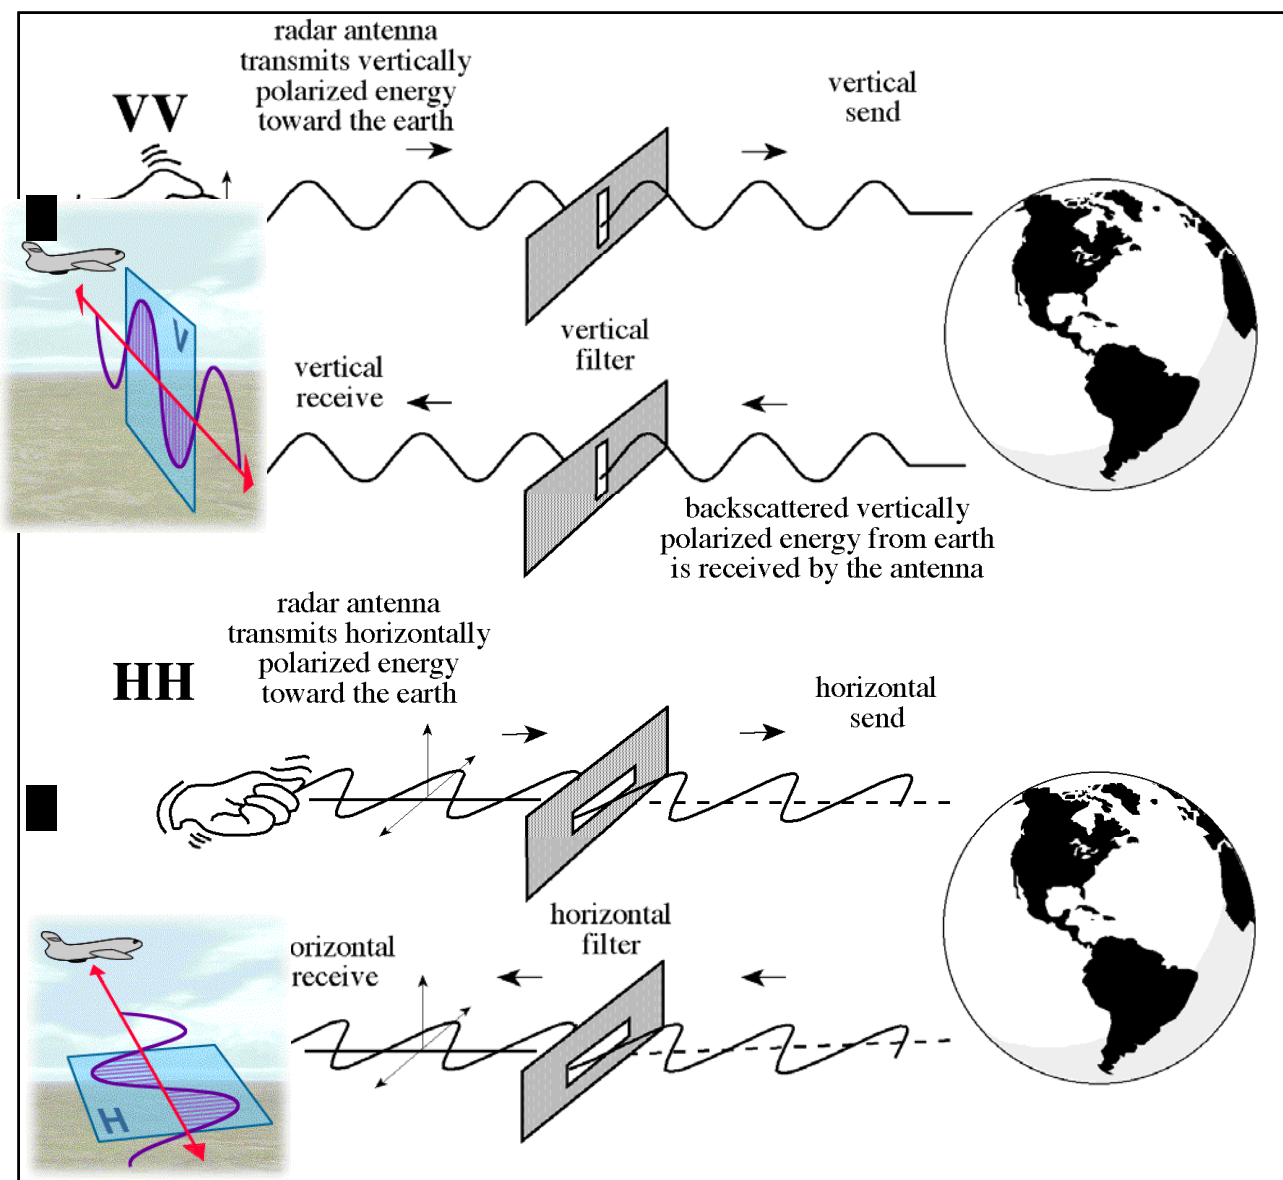 radar antenna
transmits vertically
polarized energy
toward the earth
VV
vertical
send
V
vertical
filter
vertical
receive
backscattered vertically
polarized energy from earth
is received by the antenna
radar antenna
transmits horizontally
polarized energy
toward the earth
HH
horizontal
send
horizontal
filter
orizontal
receive
H